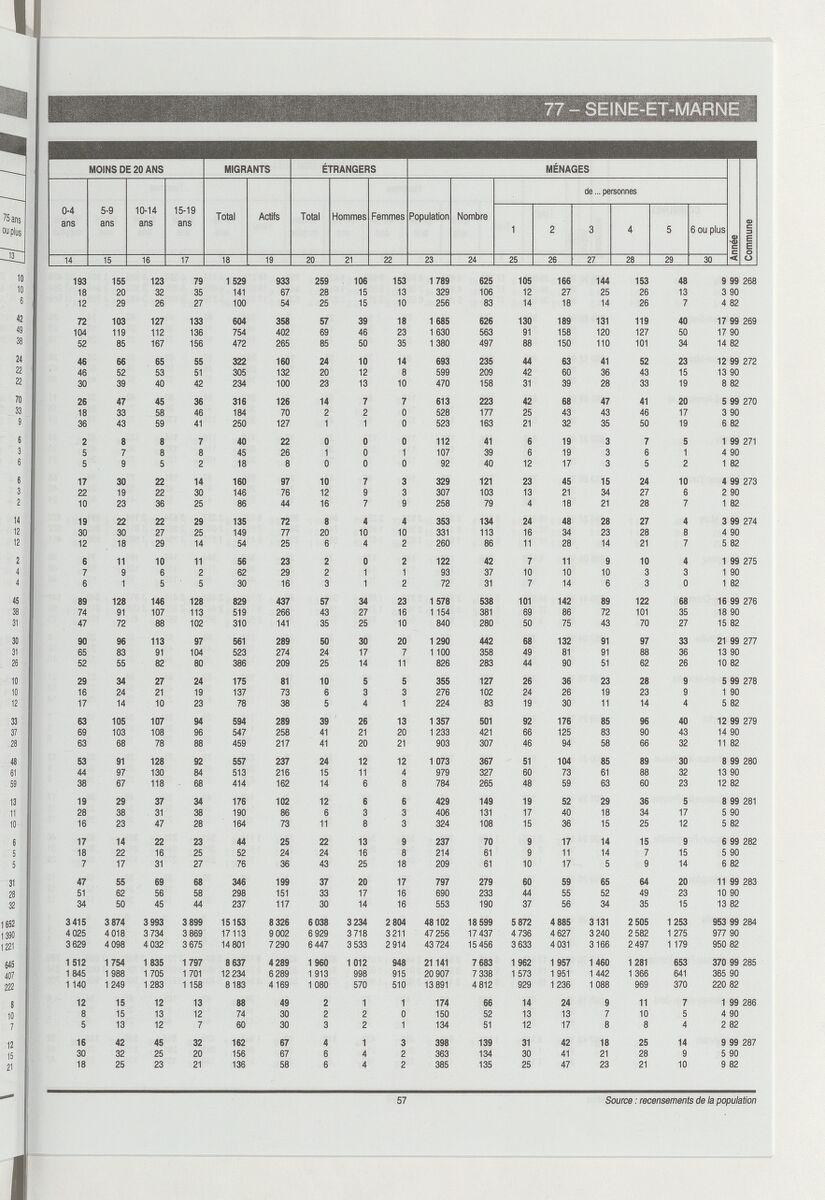 77 – SEINE-ET-MARNE
MOINS DE 20 ANS MIGRANTS ÉTRANGERS MÉNAGES
de ... personnes
75 ans ou plus 0-4 ans 5-9 ans 10-14 ans 15-19 ans Total Actifs Total Hommes Femmes Population Nombre 1 2 3 4 5 6 ou plus Année Commune
13 14 15 16 17 18 19 20 21 22 23 24 25 26 27 28 29 30
10 193 155 123 79 1 529 933 259 106 153 1 789 625 105 166 144 153 48 9 99 268
10 18 20 32 35 141 67 28 15 13 329 106 12 27 25 26 13 3 90
6 12 29 26 27 100 54 25 15 10 256 83 14 18 14 26 7 4 82
42 72 103 127 133 604 358 57 39 18 1 685 626 130 189 131 119 40 17 99 269
49 104 119 112 136 754 402 69 46 23 1 630 563 91 158 120 127 50 17 90
38 52 85 167 156 472 265 85 50 35 1 380 497 88 150 110 101 34 14 82
24 46 66 65 55 322 160 24 10 14 693 235 44 63 41 52 23 12 99 272
22 46 52 53 51 305 132 20 12 8 599 209 42 60 36 43 15 13 90
22 30 39 40 42 234 100 23 13 10 470 158 31 39 28 33 19 8 82
70 26 47 45 36 316 126 14 7 7 613 223 42 68 47 41 20 5 99 270
33 18 33 58 46 184 70 2 2 0 528 177 25 43 43 46 17 3 90
9 36 43 59 41 250 127 1 1 0 523 163 21 32 35 50 19 6 82
6 2 8 8 7 40 22 0 0 0 112 41 6 19 3 7 5 1 99 271
3 5 7 8 8 45 26 1 0 1 107 39 6 19 3 6 1 4 90
6 5 9 5 2 18 8 0 0 0 92 40 12 17 3 5 2 1 82
6 17 30 22 14 160 97 10 7 3 329 121 23 45 15 24 10 4 99 273
3 22 19 22 30 146 76 12 9 3 307 103 13 21 34 27 6 2 90
2 10 23 36 25 86 44 16 7 9 258 79 4 18 21 28 7 1 82
14 19 22 22 29 135 72 8 4 4 353 134 24 48 28 27 4 3 99 274
12 30 30 27 25 149 77 20 10 10 331 113 16 34 23 28 8 4 90
12 12 18 29 14 54 25 6 4 2 260 86 11 28 14 21 7 5 82
2 6 11 10 11 56 23 2 0 2 122 42 7 11 9 10 4 1 99 275
4 7 9 6 2 62 29 2 1 1 93 37 10 10 10 3 3 1 90
4 6 1 5 5 30 16 3 1 2 72 31 7 14 6 3 0 1 82
45 89 128 146 128 829 437 57 34 23 1 578 538 101 142 89 122 68 16 99 276
38 74 91 107 113 519 266 43 27 16 1 154 381 69 86 72 101 35 18 90
31 47 72 88 102 310 141 35 25 10 840 280 50 75 43 70 27 15 82
30 90 96 113 97 561 289 50 30 20 1 290 442 68 132 91 97 33 21 99 277
31 65 83 91 104 523 274 24 17 7 1 100 358 49 81 91 88 36 13 90
26 52 55 82 80 386 209 25 14 11 826 283 44 90 51 62 26 10 82
10 29 34 27 24 175 81 10 5 5 355 127 26 36 23 28 9 5 99 278
10 16 24 21 19 137 73 6 3 3 276 102 24 26 19 23 9 1 90
12 17 14 10 23 78 38 5 4 1 224 83 19 30 11 14 4 5 82
33 63 105 107 94 594 289 39 26 13 1 357 501 92 176 85 96 40 12 99 279
37 69 103 108 96 547 258 41 21 20 1 233 421 66 125 83 90 43 14 90
28 63 68 78 88 459 217 41 20 21 903 307 46 94 58 66 32 11 82
48 53 91 128 92 557 237 24 12 12 1 073 367 51 104 85 89 30 8 99 280
61 44 97 130 84 513 216 15 11 4 979 327 60 73 61 88 32 13 90
59 38 67 118 68 414 162 14 6 8 784 265 48 59 63 60 23 12 82
13 19 29 37 34 176 102 12 6 6 429 149 19 52 29 36 5 8 99 281
11 28 38 31 38 190 86 6 3 3 406 131 17 40 18 34 17 5 90
10 16 23 47 28 164 73 11 8 3 324 108 15 36 15 25 12 5 82
6 17 14 22 23 44 25 22 13 9 237 70 9 17 14 15 9 6 99 282
5 18 22 16 25 52 24 24 16 8 214 61 9 11 14 7 15 5 90
5 7 17 31 27 76 36 43 25 18 209 61 10 17 5 9 14 6 82
31 47 55 69 68 346 199 37 20 17 797 279 60 59 65 64 20 11 99 283
28 51 62 56 58 298 151 33 17 16 690 233 44 55 52 49 23 10 90
32 34 50 45 44 237 117 30 14 16 553 190 37 56 34 35 15 13 82
1 652 3 415 3 874 3 993 3 899 15 153 8 326 6 038 3 234 2 804 48 102 18 599 5 872 4 885 3 131 2 505 1 253 953 99 284
1 390 4 025 4 018 3 734 3 869 17 113 9 002 6 929 3 718 3 211 47 256 17 437 4 736 4 627 3 240 2 582 1 275 977 90
1 221 3 629 4 098 4 032 3 675 14 801 7 290 6 447 3 533 2 914 43 724 15 456 3 633 4 031 3 166 2 497 1 179 950 82
645 1 512 1 754 1 835 1 797 8 637 4 289 1 960 1 012 948 21 141 7 683 1 962 1 957 1 460 1 281 653 370 99 285
407 1 845 1 988 1 705 1 701 12 234 6 289 1 913 998 915 20 907 7 338 1 573 1 951 1 442 1 366 641 365 90
222 1 140 1 249 1 283 1 158 8 183 4 169 1 080 570 510 13 891 4 812 929 1 236 1 088 969 370 220 82
8 12 15 12 13 88 49 2 1 1 174 66 14 24 9 11 7 1 99 286
10 8 15 13 12 74 30 2 2 0 150 52 13 13 7 10 5 4 90
7 5 13 12 7 60 30 3 2 1 134 51 12 17 8 8 4 2 82
12 16 42 45 32 162 67 4 1 3 398 139 31 42 18 25 14 9 99 287
15 30 32 25 20 156 67 6 4 2 363 134 30 41 21 28 9 5 90
21 18 25 23 21 136 58 6 4 2 385 135 25 47 23 21 10 9 82
57 Source : recensements de la population